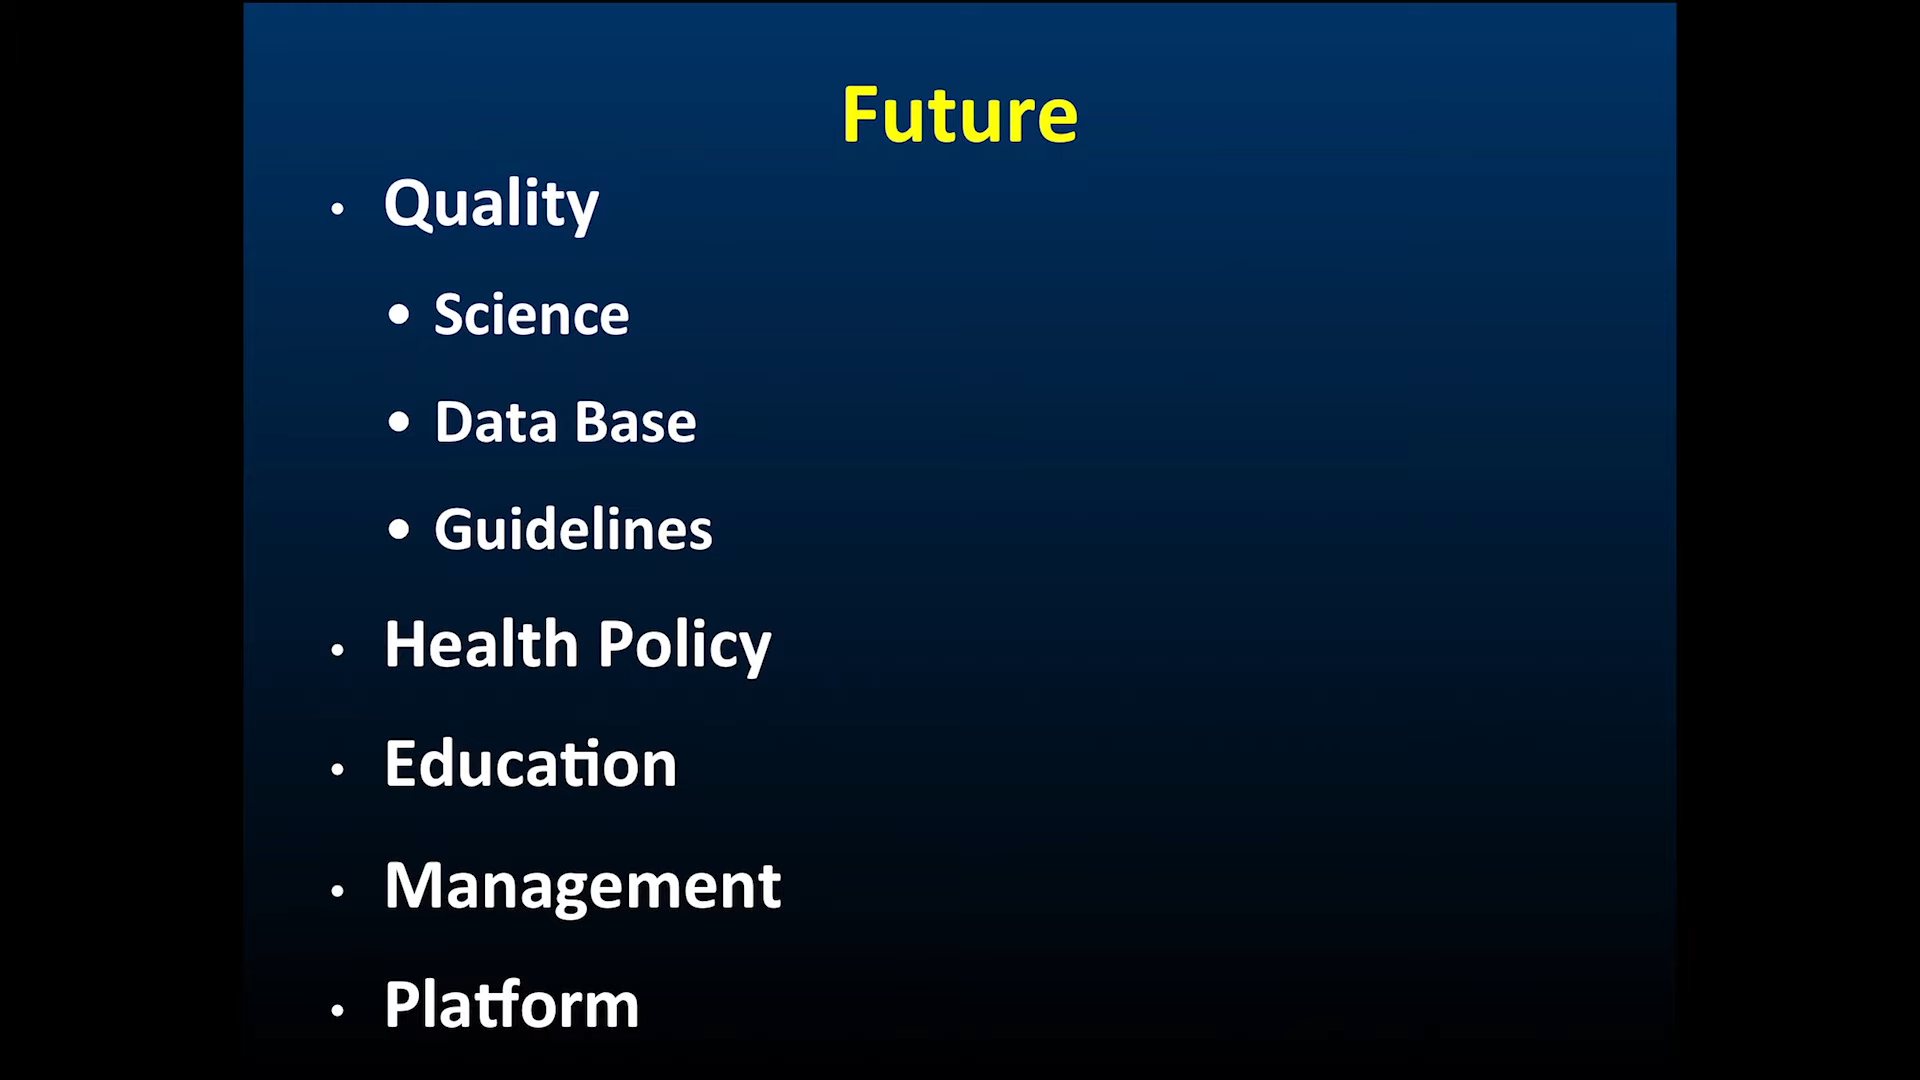 Future
• Quality
• Science
• Data Base
• Guidelines
• Health Policy
• Education
• Management
• Platform